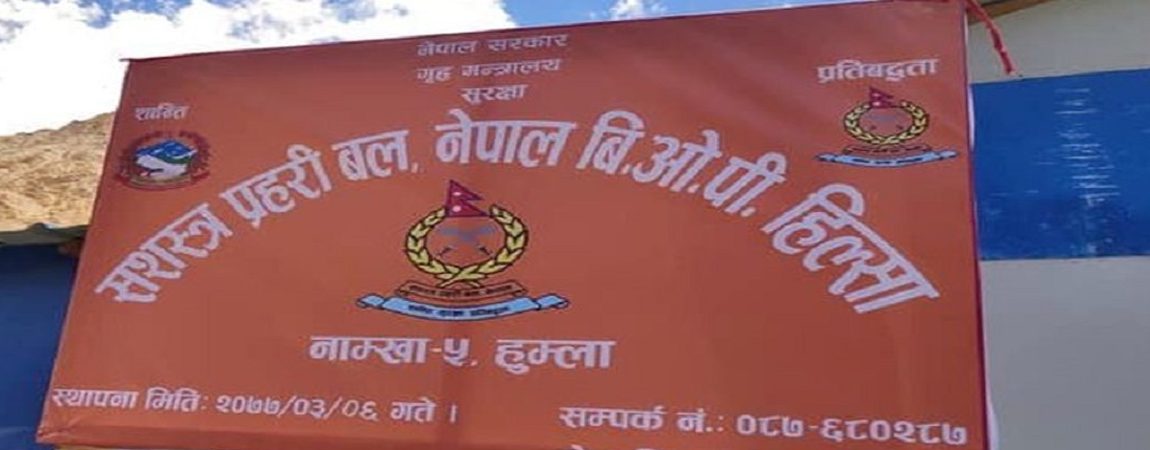 नेपाल सरकार
गृह मन्त्रालय
सुरक्षा
शान्ति
प्रतिबद्धता
सशस्त्र प्रहरी बल, नेपाल बि.ओ.पी. हिल्सा
नाम्खा-५, हुम्ला
स्थापना मितिः २०७७/०३/०६ गते ।
सम्पर्क नं.: ०८७-६८०२८७